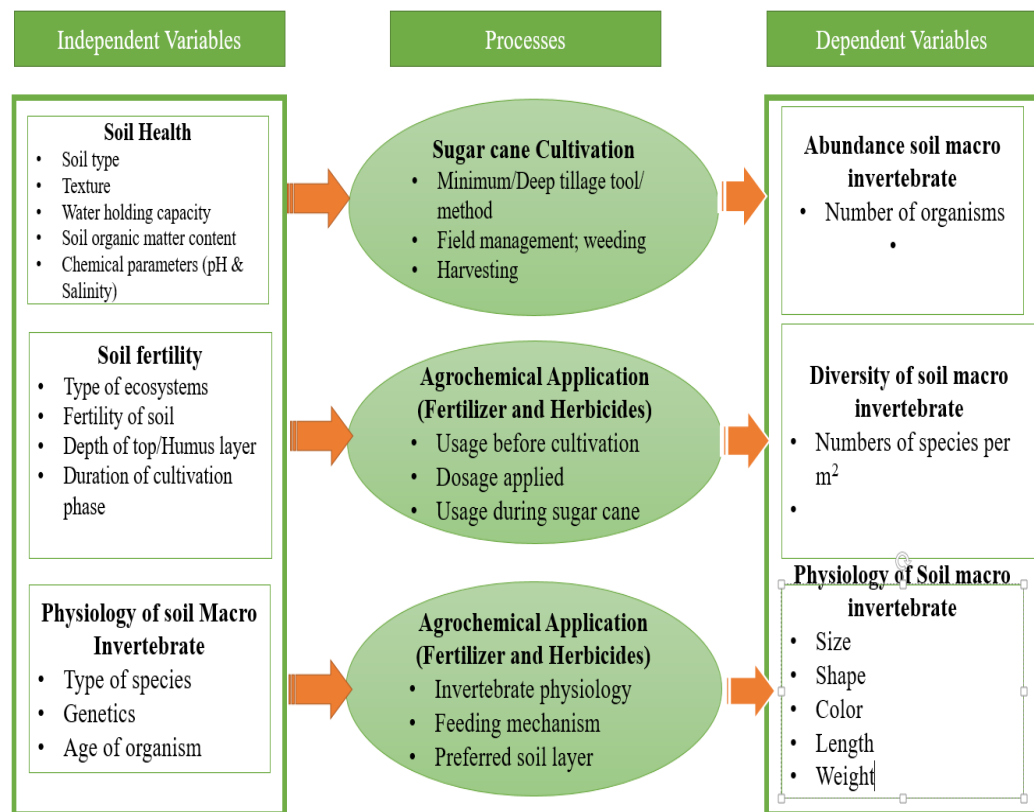 Independent Variables
Processes
Dependent Variables
Soil Health
• Soil type
• Texture
• Water holding capacity
• Soil organic matter content
• Chemical parameters (pH &
Salinity)
Sugar cane Cultivation
• Minimum/Deep tillage tool/
method
• Field management; weeding
• Harvesting
Abundance soil macro
invertebrate
• Number of organisms
•
Soil fertility
• Type of ecosystems
• Fertility of soil
• Depth of top/Humus layer
• Duration of cultivation
phase
Agrochemical Application
(Fertilizer and Herbicides)
• Usage before cultivation
• Dosage applied
• Usage during sugar cane
Diversity of soil macro
invertebrate
• Numbers of species per
m²
•
Physiology of soil Macro
Invertebrate
• Type of species
• Genetics
• Age of organism
Agrochemical Application
(Fertilizer and Herbicides)
• Invertebrate physiology
• Feeding mechanism
• Preferred soil layer
Physiology of Soil macro
invertebrate
• Size
• Shape
• Color
• Length
• Weight